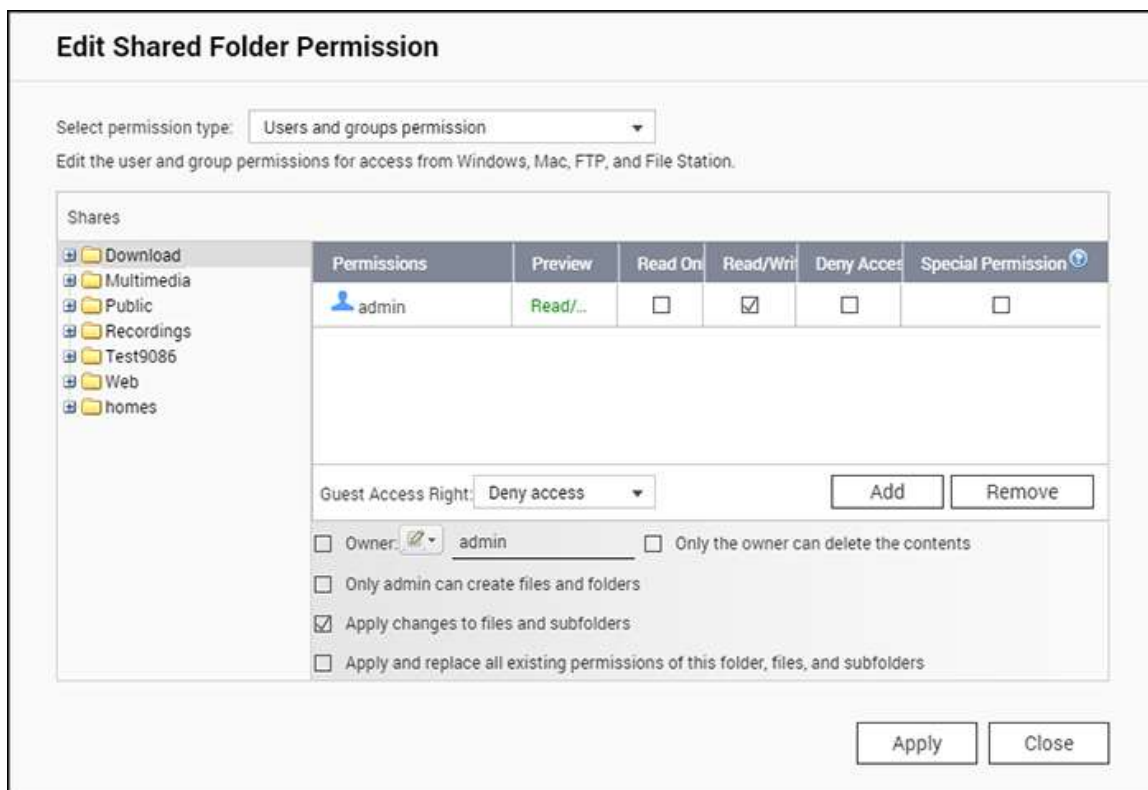 Edit Shared Folder Permission
Select permission type: Users and groups permission
Edit the user and group permissions for access from Windows, Mac, FTP, and File Station.
Shares
Download
Multimedia
Public
Recordings
Test9086
Web
homes
Permissions Preview Read On Read/Wri Deny Acces Special Permission
admin Read/...
Guest Access Right: Deny access Add Remove
Owner: admin Only the owner can delete the contents
Only admin can create files and folders
Apply changes to files and subfolders
Apply and replace all existing permissions of this folder, files, and subfolders
Apply Close